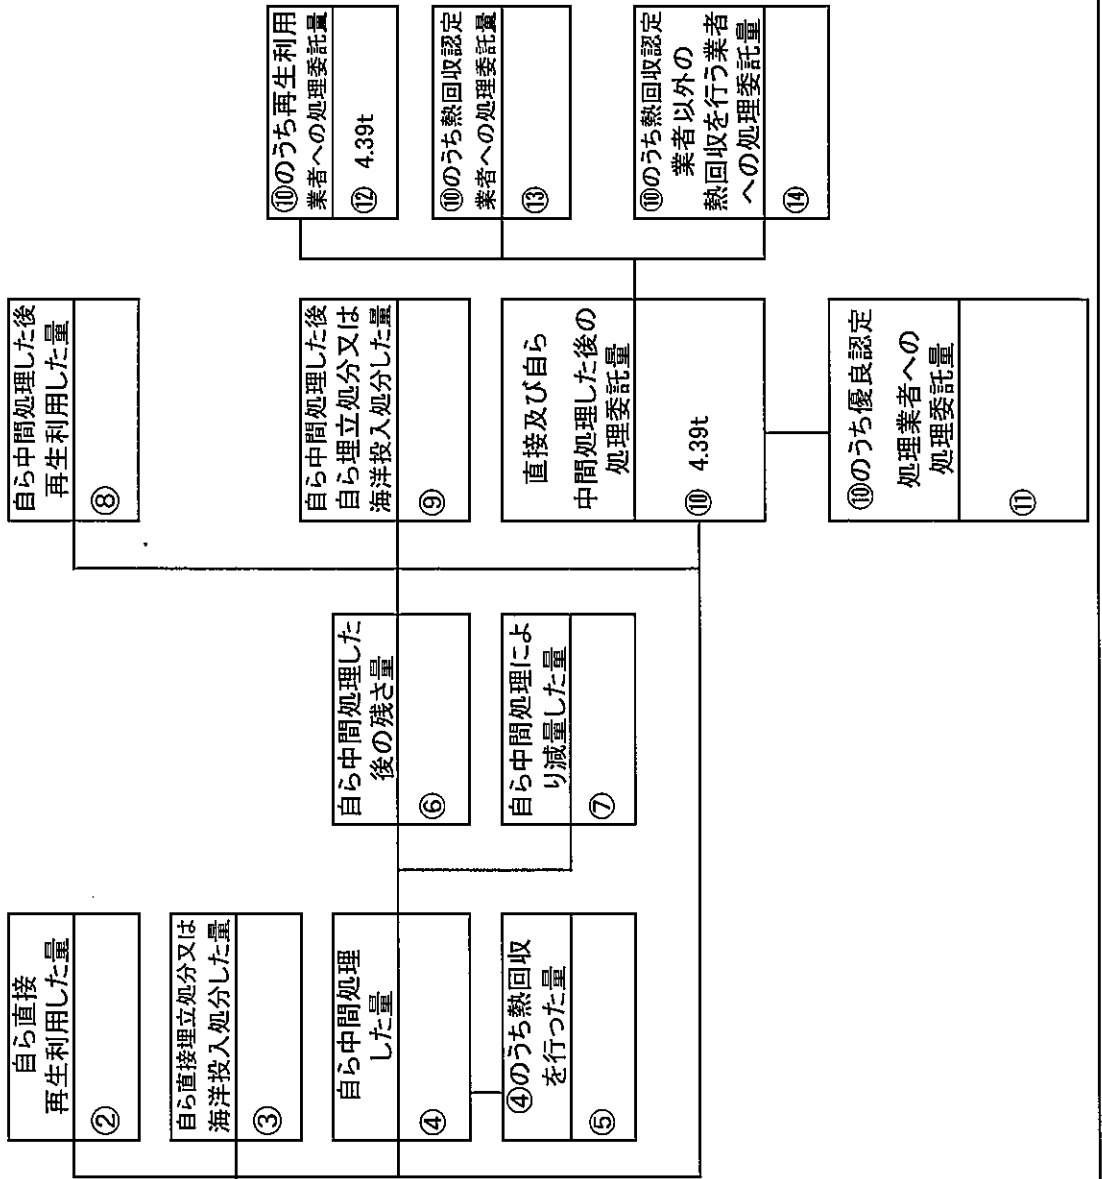 自ら直接
再生利用した量
②
自ら直接埋立処分又は
海洋投入処分した量
③
自ら中間処理
した量
④
④のうち熱回収
を行った量
⑤
自ら中間処理した
後の残さ量
⑥
自ら中間処理によ
り減量した量
⑦
自ら中間処理した後
再生利用した量
⑧
自ら中間処理した後
自ら埋立処分又は
海洋投入処分した量
⑨
直接及び自ら
中間処理した後の
処理委託量
⑩ 4.39t
⑩のうち優良認定
処理業者への
処理委託量
⑪
⑩のうち再生利用
業者への処理委託量
⑫ 4.39t
⑩のうち熱回収認定
業者への処理委託量
⑬
⑩のうち熱回収認定
業者以外の
熱回収を行う業者
への処理委託量
⑭